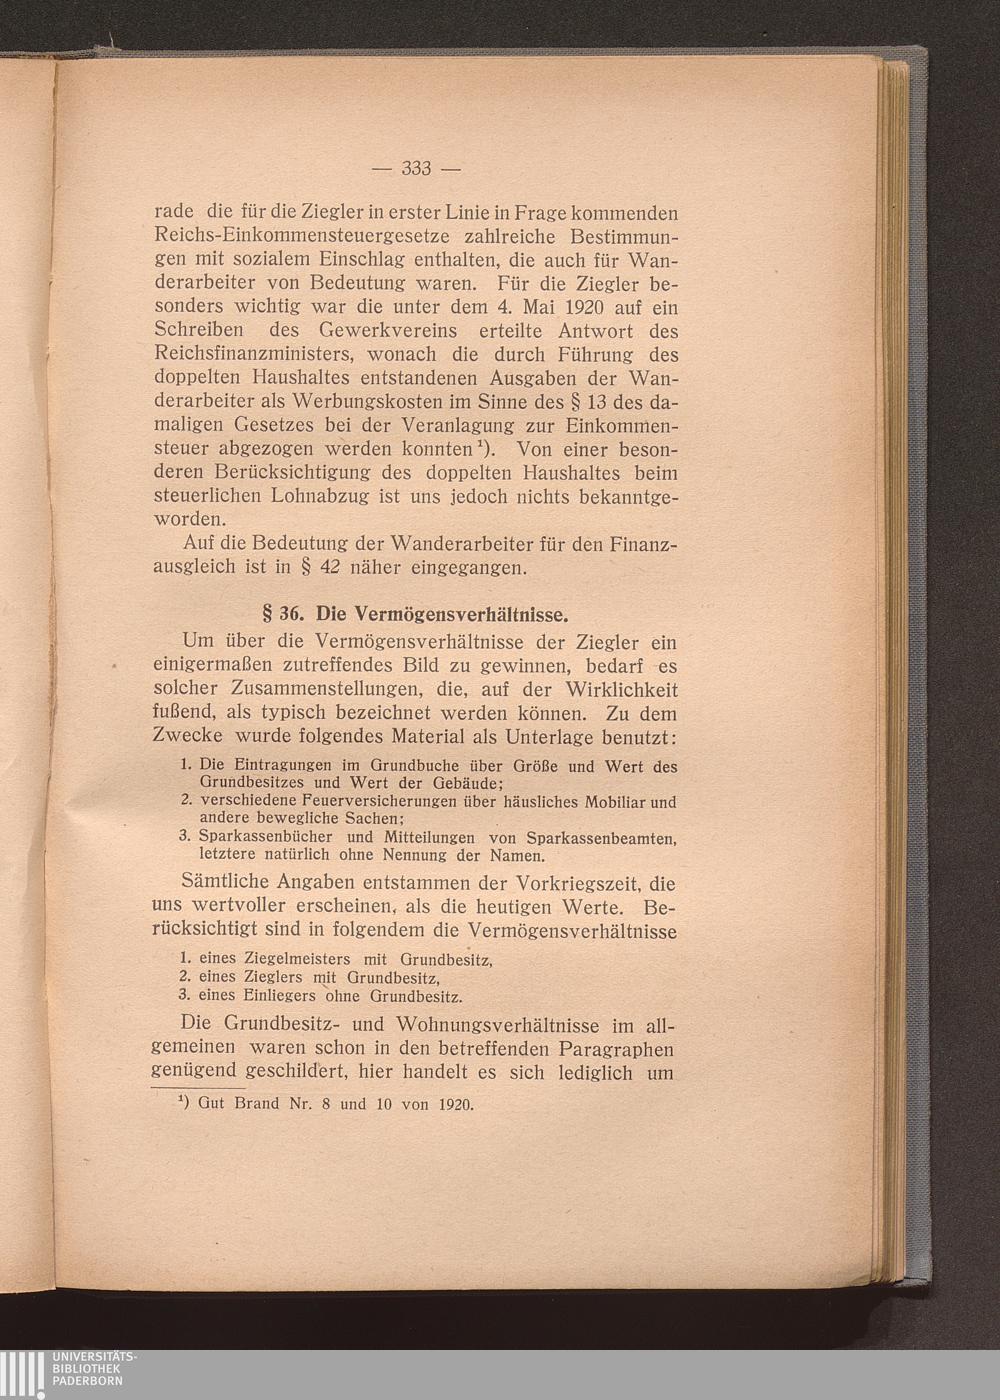 — 333 —
rade die für die Ziegler in erster Linie in Frage kommenden
Reichs-Einkommensteuergesetze zahlreiche Bestimmun-
gen mit sozialem Einschlag enthalten, die auch für Wan-
derarbeiter von Bedeutung waren. Für die Ziegler be-
sonders wichtig war die unter dem 4. Mai 1920 auf ein
Schreiben des Gewerkvereins erteilte Antwort des
Reichsfinanzministers, wonach die durch Führung des
doppelten Haushaltes entstandenen Ausgaben der Wan-
derarbeiter als Werbungskosten im Sinne des § 13 des da-
maligen Gesetzes bei der Veranlagung zur Einkommen-
steuer abgezogen werden konnten ¹). Von einer beson-
deren Berücksichtigung des doppelten Haushaltes beim
steuerlichen Lohnabzug ist uns jedoch nichts bekanntge-
worden.
Auf die Bedeutung der Wanderarbeiter für den Finanz-
ausgleich ist in § 42 näher eingegangen.
§ 36. Die Vermögensverhältnisse.
Um über die Vermögensverhältnisse der Ziegler ein
einigermaßen zutreffendes Bild zu gewinnen, bedarf es
solcher Zusammenstellungen, die, auf der Wirklichkeit
fußend, als typisch bezeichnet werden können. Zu dem
Zwecke wurde folgendes Material als Unterlage benutzt:
1. Die Eintragungen im Grundbuche über Größe und Wert des
Grundbesitzes und Wert der Gebäude;
2. verschiedene Feuerversicherungen über häusliches Mobiliar und
andere bewegliche Sachen;
3. Sparkassenbücher und Mitteilungen von Sparkassenbeamten,
letztere natürlich ohne Nennung der Namen.
Sämtliche Angaben entstammen der Vorkriegszeit, die
uns wertvoller erscheinen, als die heutigen Werte. Be-
rücksichtigt sind in folgendem die Vermögensverhältnisse
1. eines Ziegelmeisters mit Grundbesitz,
2. eines Zieglers mit Grundbesitz,
3. eines Einliegers ohne Grundbesitz.
Die Grundbesitz- und Wohnungsverhältnisse im all-
gemeinen waren schon in den betreffenden Paragraphen
genügend geschildert, hier handelt es sich lediglich um
¹) Gut Brand Nr. 8 und 10 von 1920.
UNIVERSITÄTS-
BIBLIOTHEK
PADERBORN